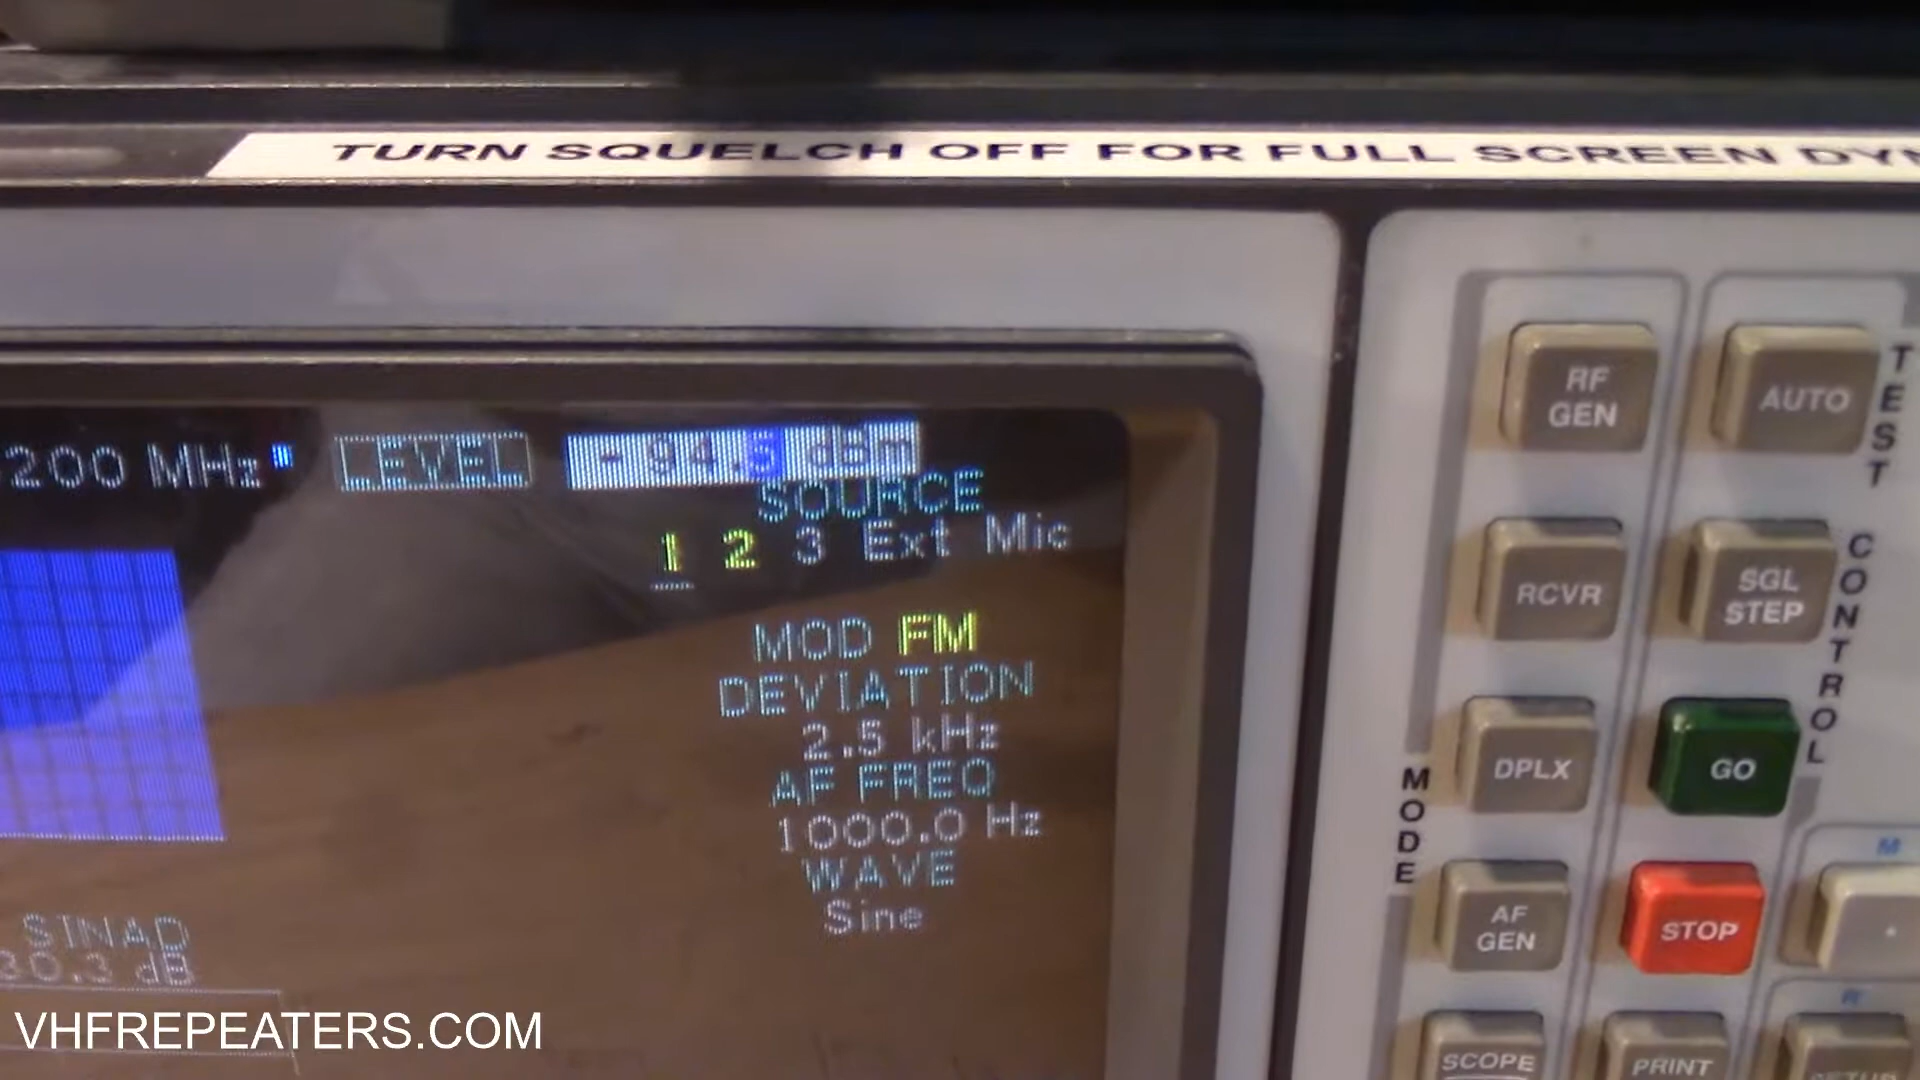 TURN SQUELCH OFF FOR FULL SCREEN
200 MHz LEVEL -94.5 dBm
SOURCE
1 2 3 Ext Mic
MOD FM
DEVIATION
2.5 kHz
AF FREQ
1000.0 Hz
WAVE
Sine
SINAD
30.3 dB
RF GEN
AUTO
RCVR
SGL STEP
DPLX
GO
AF GEN
STOP
SCOPE
PRINT
MODE
TEST CONTROL
M
VHFREPEATERS.COM